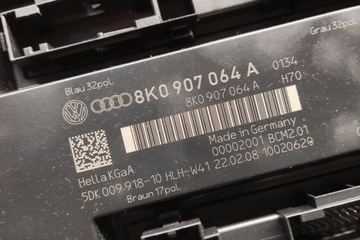 Grau 32pol.
Blau 32pol.
8K0 907 064 A 0134
8K0 907 064 A H70
Made in Germany
00002001 BCM2.01
Hella KGaA
5DK 009 918-10 HLH-W41 22.02.08 10020620
Braun 17pol.